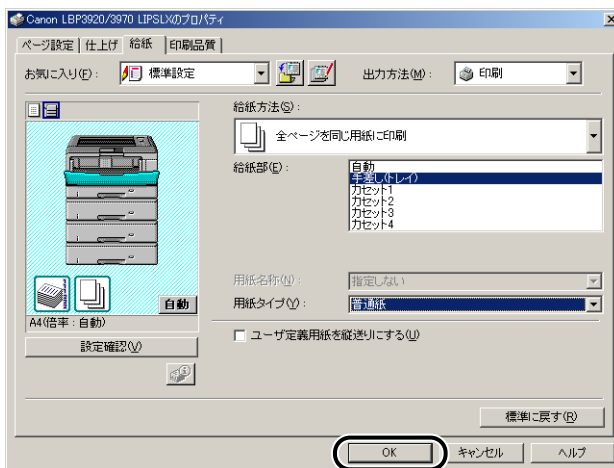 Canon LBP3920/3970 LIPSLXのプロパティ
ページ設定 仕上げ 給紙 印刷品質
お気に入り(F): 標準設定 出力方法(M): 印刷
給紙方法(S):
全ページを同じ用紙に印刷
給紙部(E):
自動
手差し(トレイ)
カセット1
カセット2
カセット3
カセット4
用紙名称(N): 指定しない
自動
用紙タイプ(Y): 普通紙
A4(倍率:自動)
ユーザ定義用紙を縦送りにする(U)
設定確認(V)
標準に戻す(R)
OK キャンセル ヘルプ